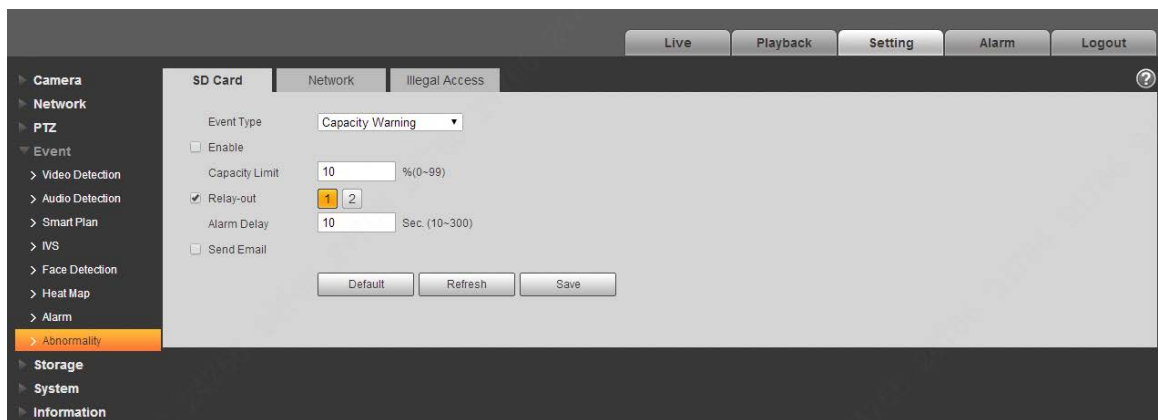 Live Playback Setting Alarm Logout
Camera
Network
PTZ
Event
Video Detection
Audio Detection
Smart Plan
IVS
Face Detection
Heat Map
Alarm
Abnormality
Storage
System
Information
SD Card Network Illegal Access
?
Event Type Capacity Warning
Enable
Capacity Limit 10 %(0~99)
Relay-out 1 2
Alarm Delay 10 Sec. (10~300)
Send Email
Default Refresh Save